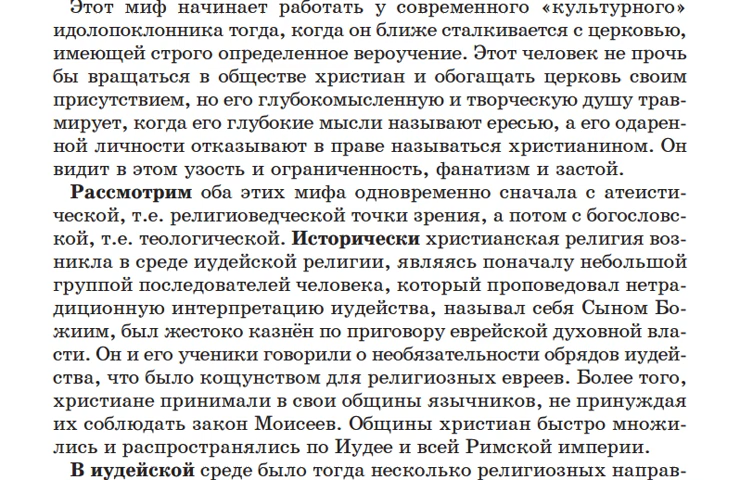 Этот миф начинает работать у современного «культурного»
идолопоклонника тогда, когда он ближе сталкивается с церковью,
имеющей строго определенное вероучение. Этот человек не прочь
бы вращаться в обществе христиан и обогащать церковь своим
присутствием, но его глубокомысленную и творческую душу трав-
мирует, когда его глубокие мысли называют ересью, а его одарен-
ной личности отказывают в праве называться христианином. Он
видит в этом узость и ограниченность, фанатизм и застой.
Рассмотрим оба этих мифа одновременно сначала с атеисти-
ческой, т.е. религиоведческой точки зрения, а потом с богословс-
кой, т.е. теологической. Исторически христианская религия воз-
никла в среде иудейской религии, являясь поначалу небольшой
группой последователей человека, который проповедовал нетра-
диционную интерпретацию иудейства, называл себя Сыном Бо-
жиим, был жестоко казнён по приговору еврейской духовной вла-
сти. Он и его ученики говорили о необязательности обрядов иудей-
ства, что было кощунством для религиозных евреев. Более того,
христиане принимали в свои общины язычников, не принуждая
их соблюдать закон Моисеев. Общины христиан быстро множи-
лись и распространялись по Иудее и всей Римской империи.
В иудейской среде было тогда несколько религиозных направ-